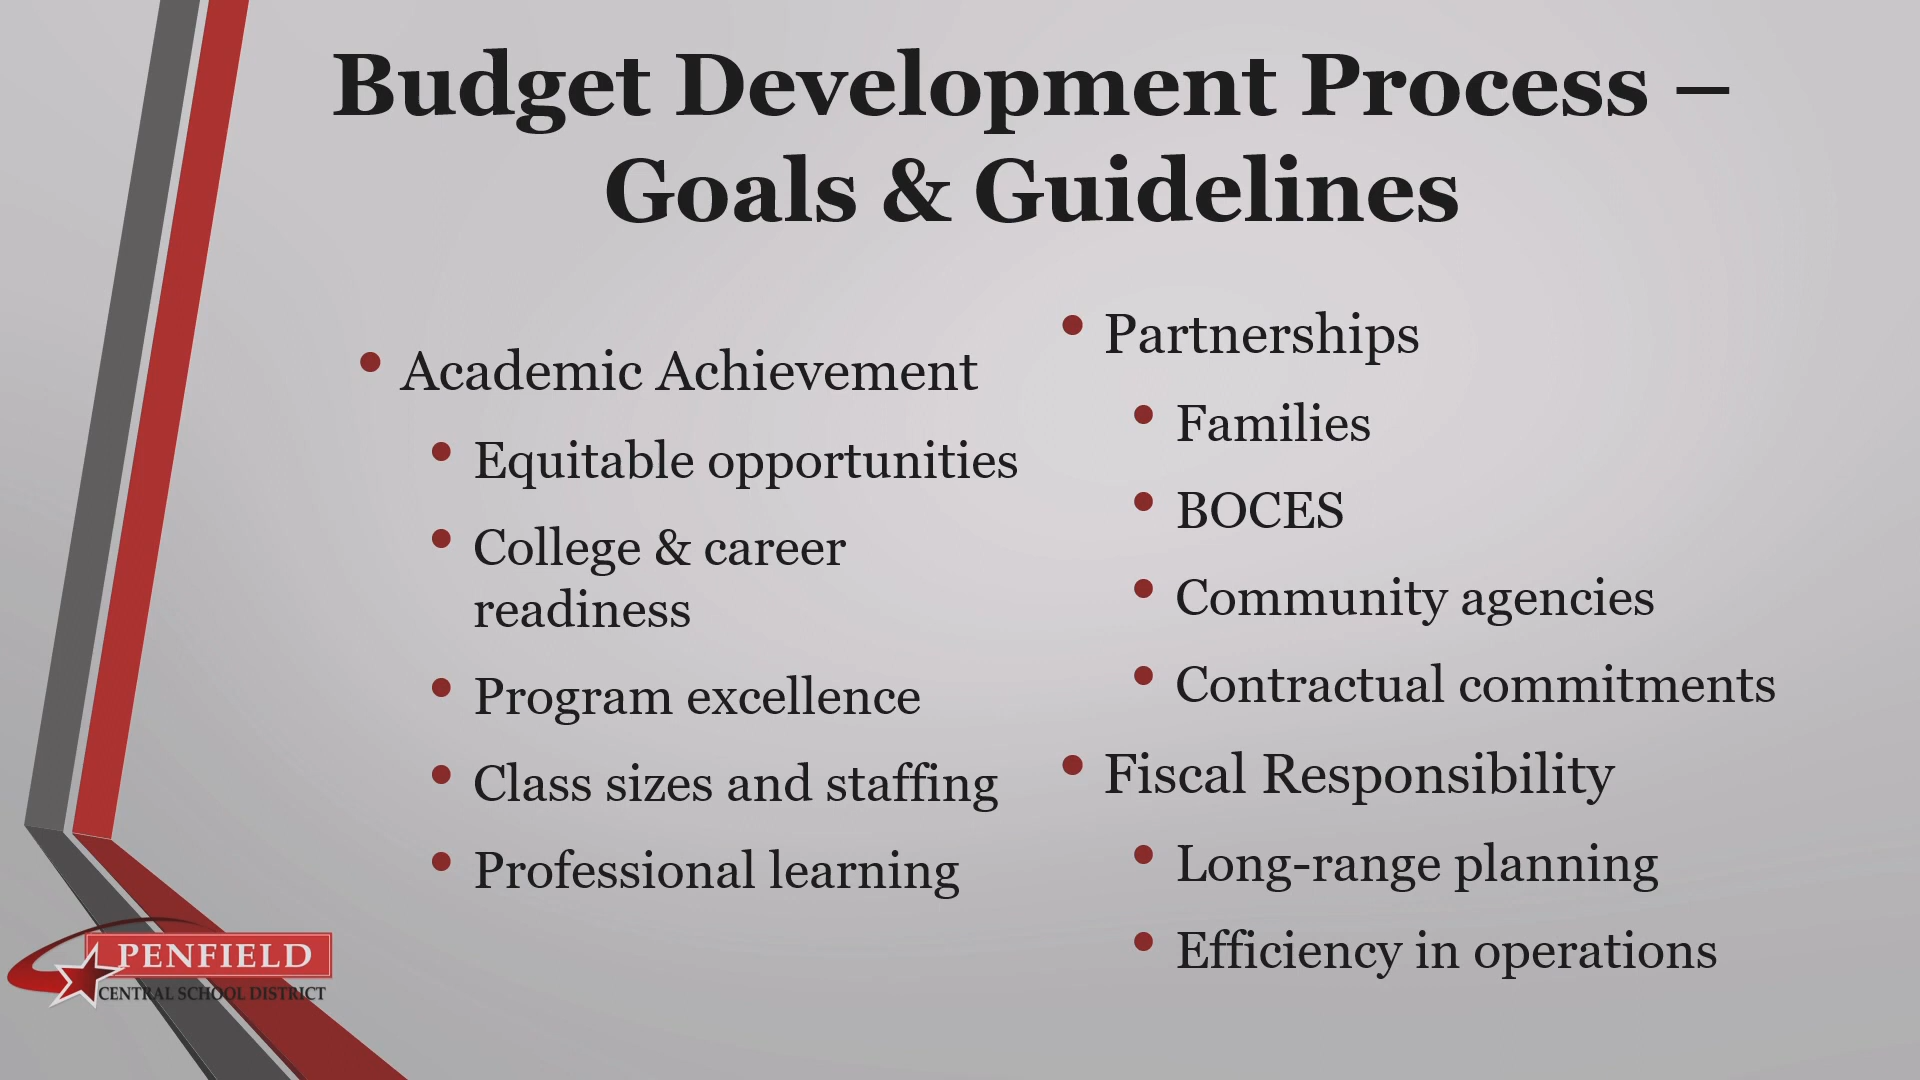 Budget Development Process –
Goals & Guidelines
• Academic Achievement
• Equitable opportunities
• College & career
readiness
• Program excellence
• Class sizes and staffing
• Professional learning
• Partnerships
• Families
• BOCES
• Community agencies
• Contractual commitments
• Fiscal Responsibility
• Long-range planning
• Efficiency in operations
PENFIELD
CENTRAL SCHOOL DISTRICT